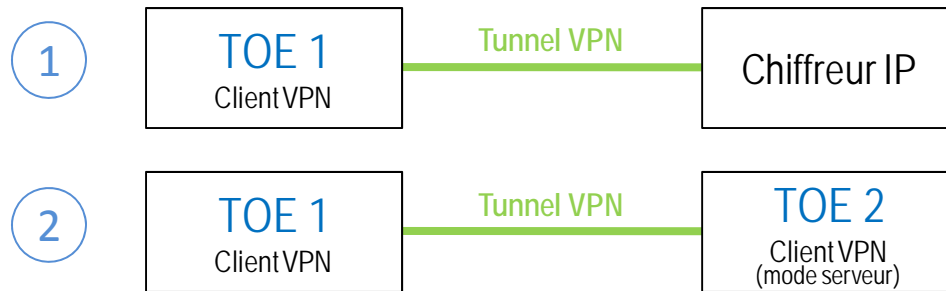 1
TOE 1
Client VPN
Tunnel VPN
Chiffreur IP
2
TOE 1
Client VPN
Tunnel VPN
TOE 2
Client VPN
(mode serveur)